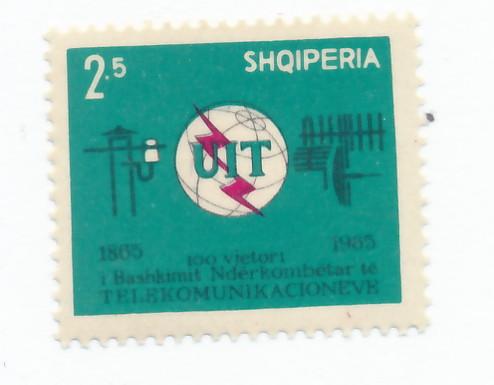 2.5 SHQIPERIA
UIT
1865 1965
100 vjetori
i Bashkimit Ndërkombëtar të
TELEKOMUNIKACIONEVE